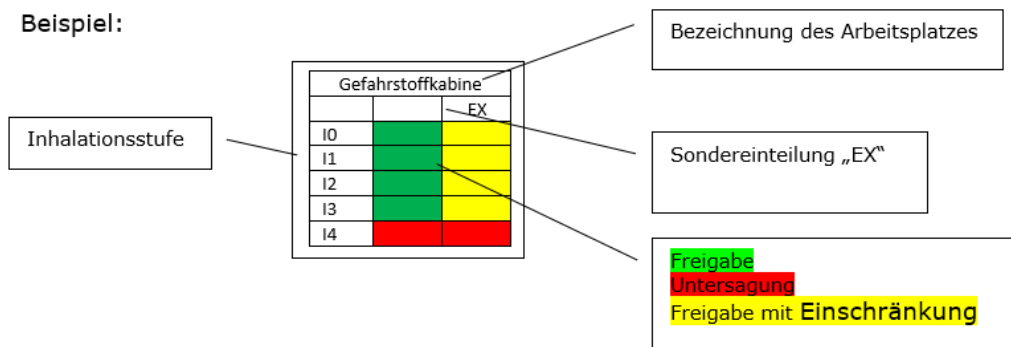 Beispiel:
Bezeichnung des Arbeitsplatzes
Gefahrstoffkabine
EX
Inhalationsstufe
I0
I1
I2
I3
I4
Sondereinteilung „EX“
Freigabe
Untersagung
Freigabe mit Einschränkung